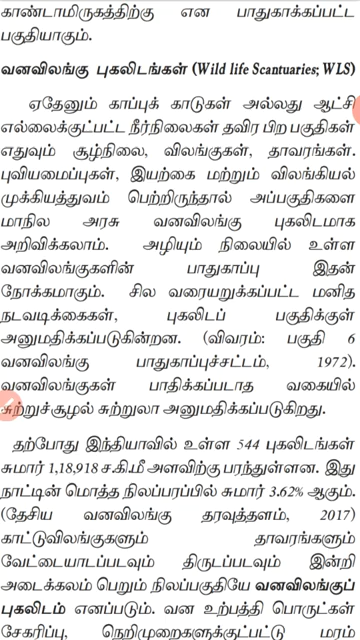 காண்டாமிருகத்திற்கு என பாதுகாக்கப்பட்ட
பகுதியாகும்.
வனவிலங்கு புகலிடங்கள் (Wild life Scantuaries; WLS)
ஏதேனும் காப்புக் காடுகள் அல்லது ஆட்சி
எல்லைக்குட்பட்ட நீர்நிலைகள் தவிர பிற பகுதிகள்
எதுவும் சூழ்நிலை, விலங்குகள், தாவரங்கள்.
புவியமைப்புகள், இயற்கை மற்றும் விலங்கியல்
முக்கியத்துவம் பெற்றிருந்தால் அப்பகுதிகளை
மாநில அரசு வனவிலங்கு புகலிடமாக
அறிவிக்கலாம். அழியும் நிலையில் உள்ள
வனவிலங்குகளின் பாதுகாப்பு இதன்
நோக்கமாகும். சில வரையறுக்கப்பட்ட மனித
நடவடிக்கைகள், புகலிடப் பகுதிக்குள்
அனுமதிக்கப்படுகின்றன. (விவரம்: பகுதி 6
வனவிலங்கு பாதுகாப்புச்சட்டம், 1972).
வனவிலங்குகள் பாதிக்கப்படாத வகையில்
சுற்றுச்சூழல் சுற்றுலா அனுமதிக்கப்படுகிறது.
தற்போது இந்தியாவில் உள்ள 544 புகலிடங்கள்
சுமார் 1,18,918 ச.கி.மீ அளவிற்கு பரந்துள்ளன. இது
நாட்டின் மொத்த நிலப்பரப்பில் சுமார் 3.62% ஆகும்.
(தேசிய வனவிலங்கு தரவுத்தளம், 2017)
காட்டுவிலங்குகளும் தாவரங்களும்
வேட்டையாடப்படவும் திருடப்படவும் இன்றி
அடைக்கலம் பெறும் நிலப்பகுதியே வனவிலங்குப்
புகலிடம் எனப்படும். வன உற்பத்தி பொருட்கள்
சேகரிப்பு, நெறிமுறைகளுக்குட்பட்டு மரம்